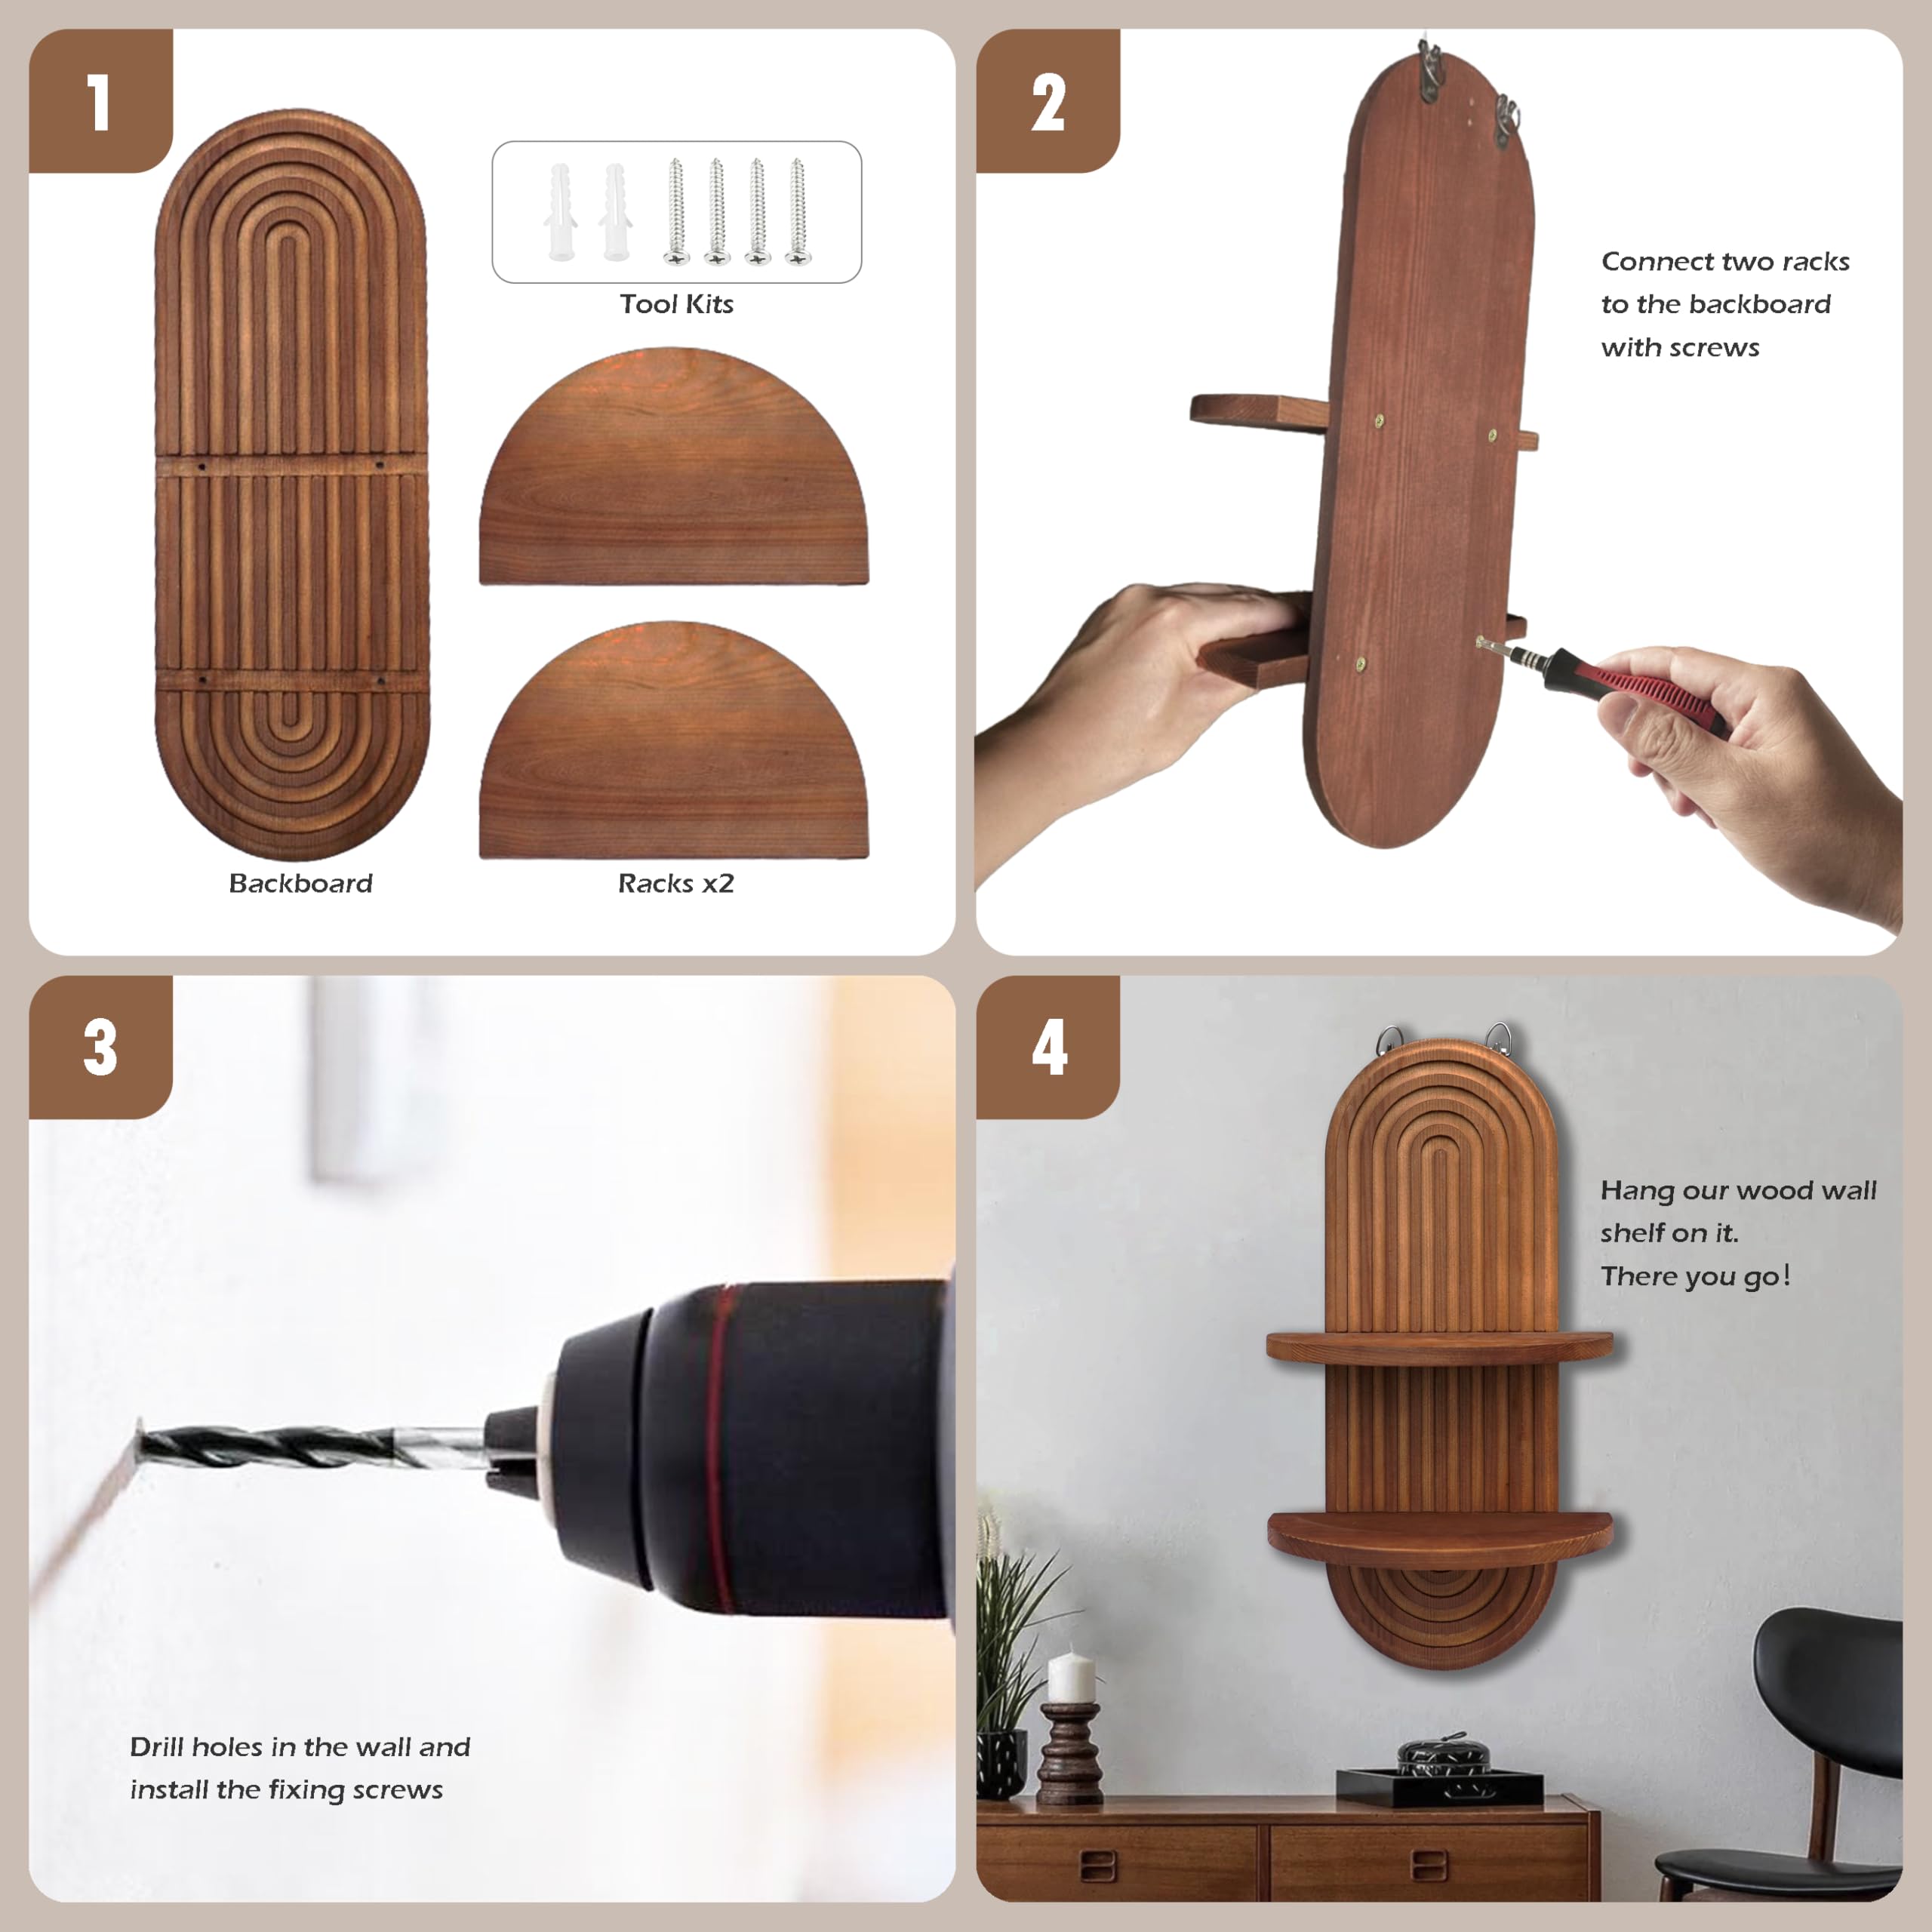 1
Tool Kits
Backboard
Racks x2
2
Connect two racks
to the backboard
with screws
3
Drill holes in the wall and
install the fixing screws
4
Hang our wood wall
shelf on it.
There you go!